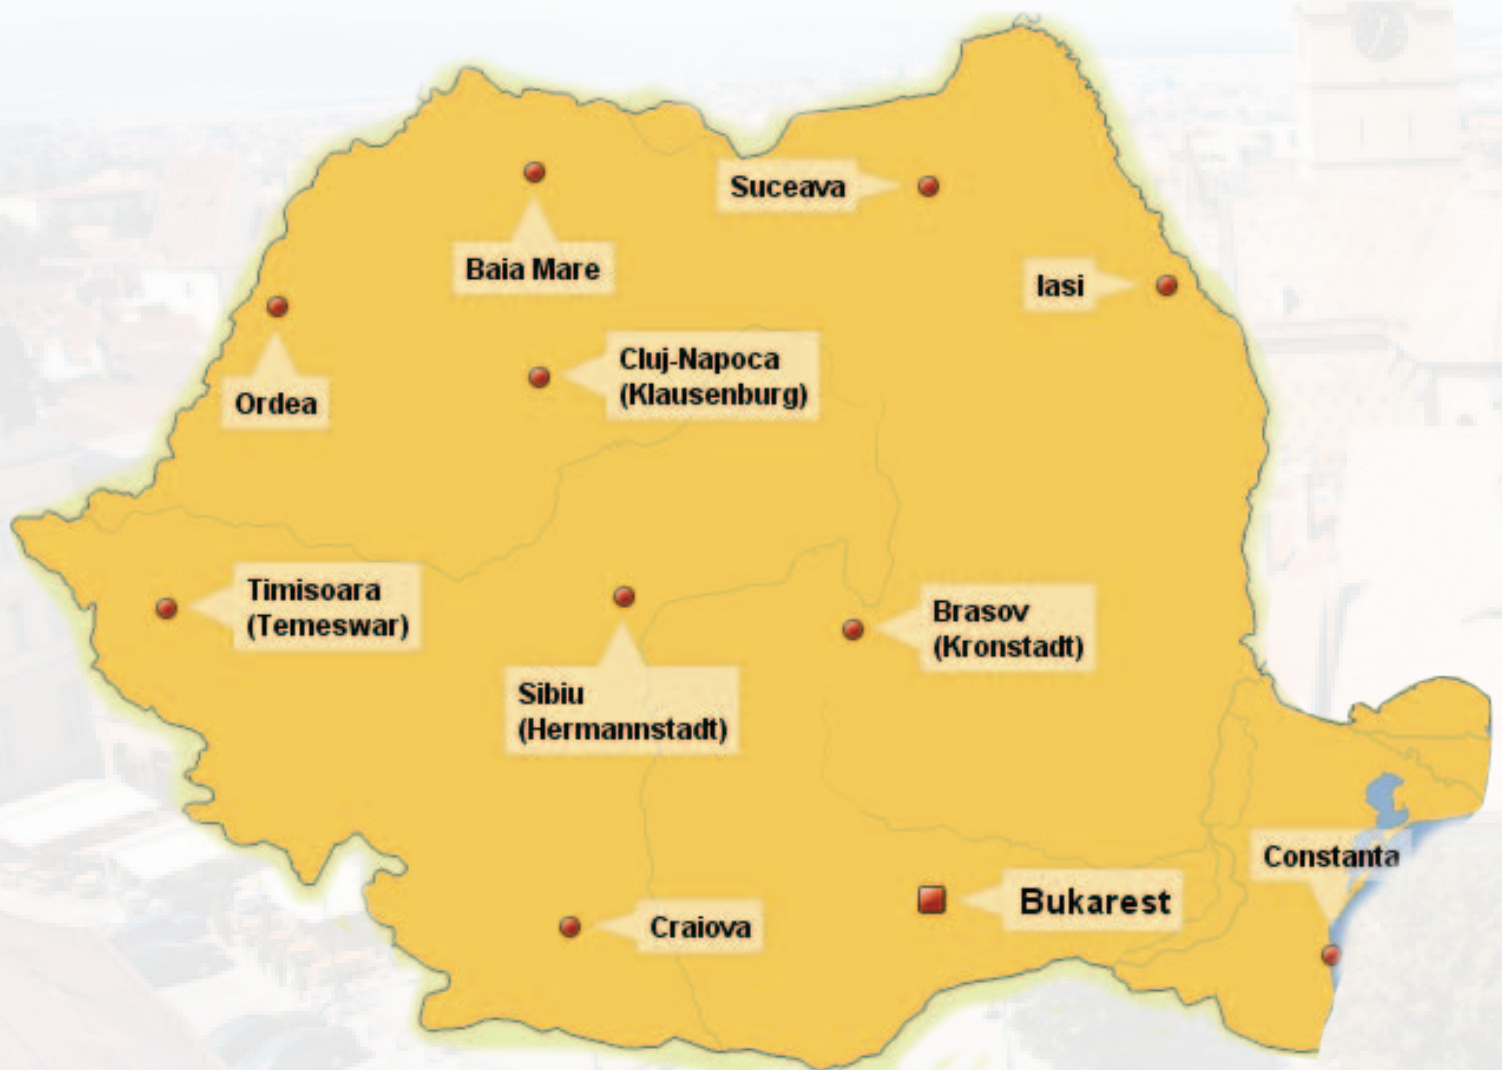 Suceava
Baia Mare
Iasi
Cluj-Napoca
(Klausenburg)
Ordea
Timisoara
(Temeswar)
Brasov
(Kronstadt)
Sibiu
(Hermannstadt)
Constanta
Bukarest
Craiova